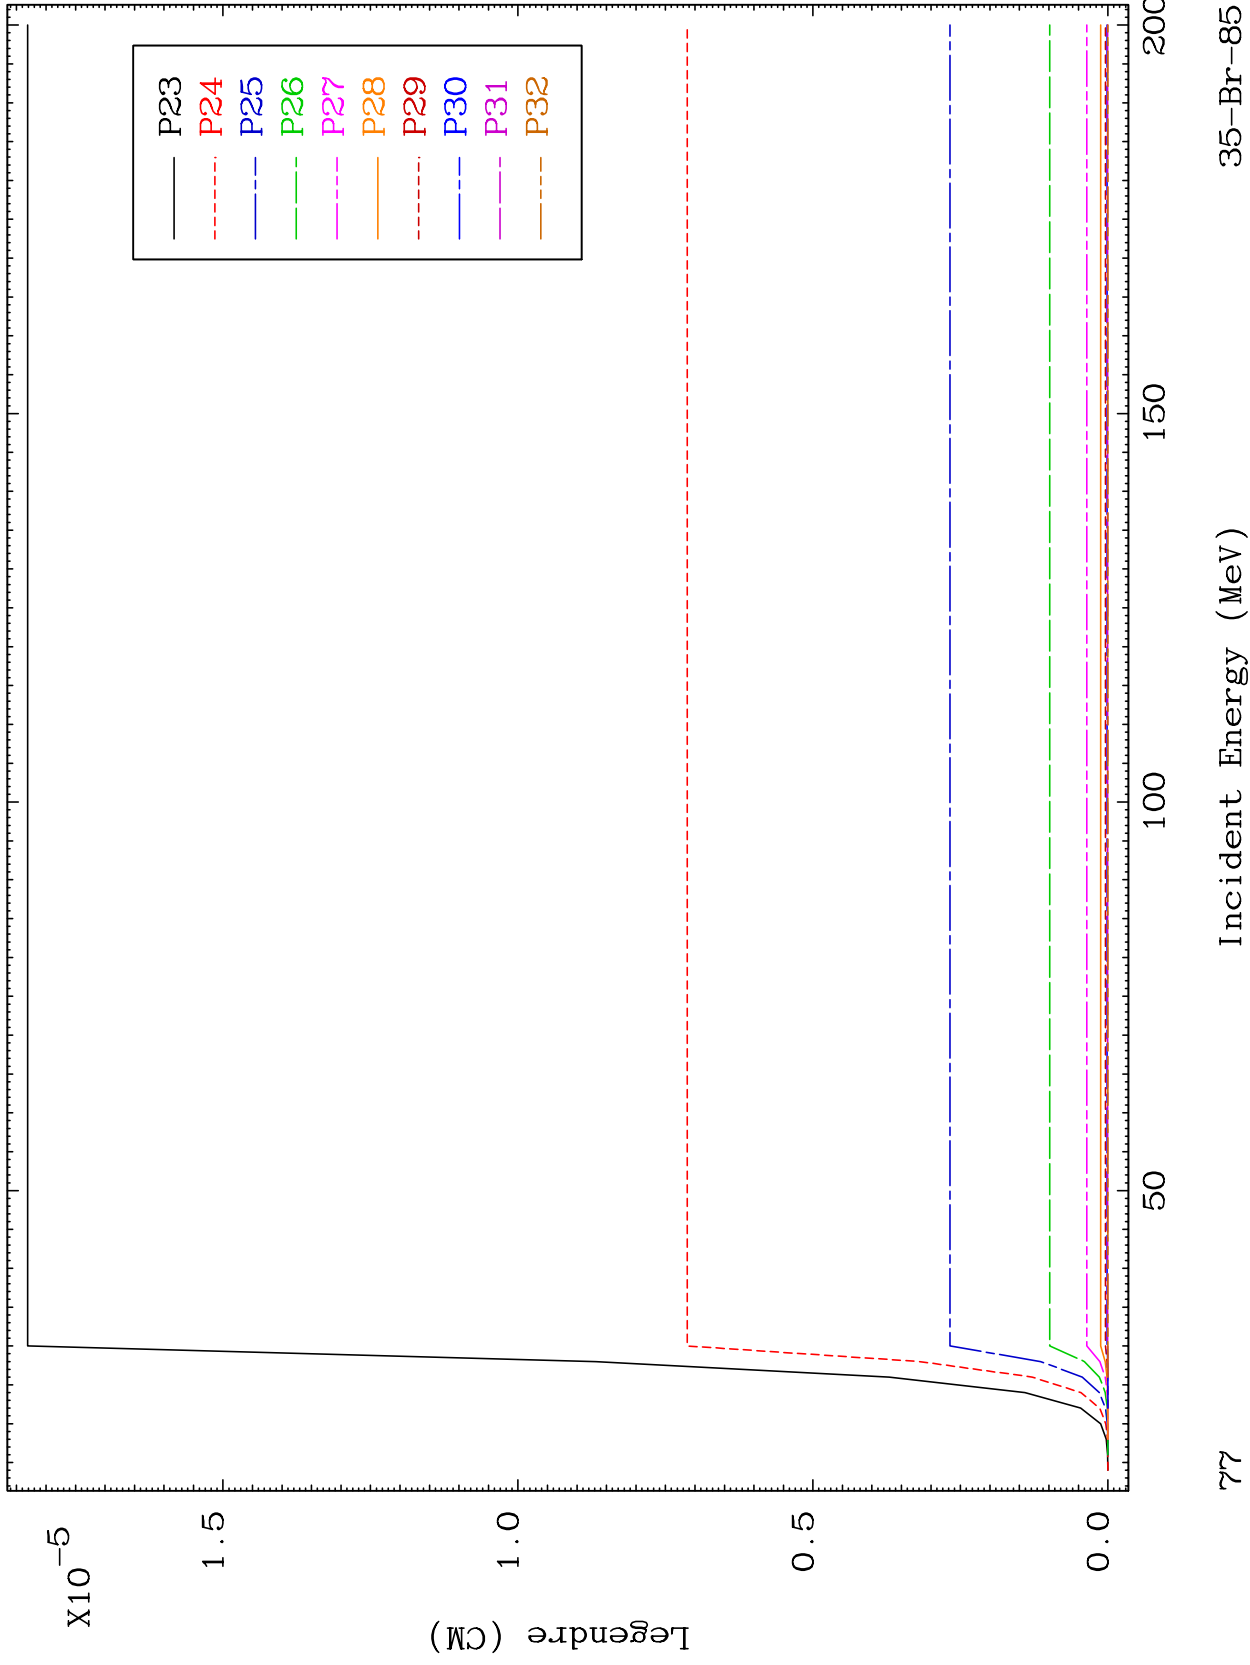 X10-5
1.5
1.0
0.5
0.0
Legendre (CM)
P23
P24
P25
P26
P27
P28
P29
P30
P31
P32
50
100
150
200
77
Incident Energy (MeV)
35-Br-85